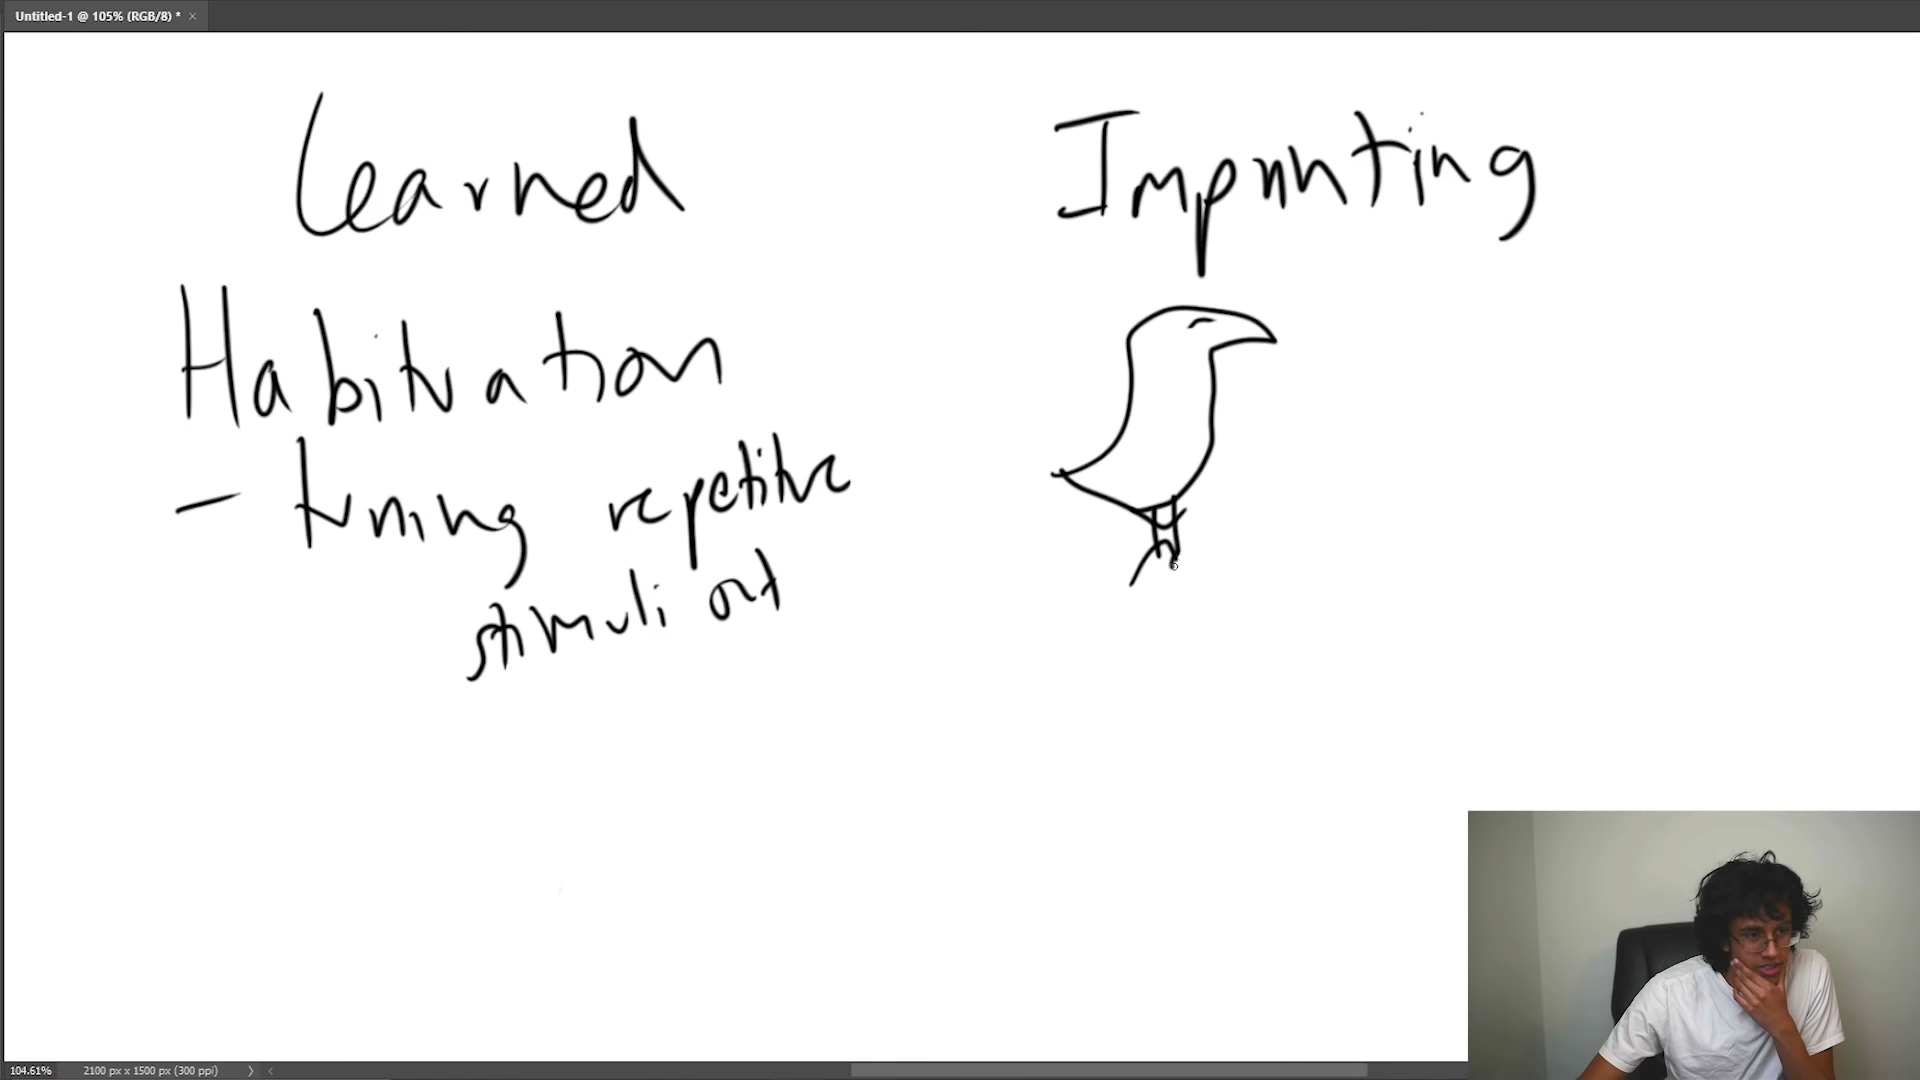 Untitled-1 @ 105% (RGB/8) * ×
Learned
Habituation
- tuning repetitive
stimuli out
Imprinting
104.61% 2100 px x 1500 px (300 ppi)